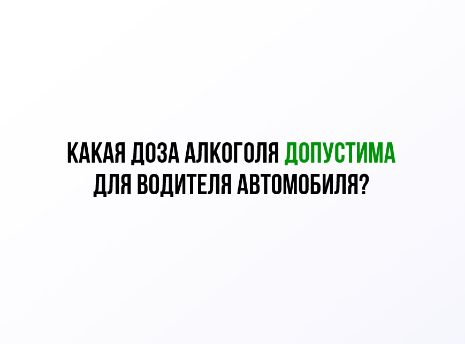 КАКАЯ ДОЗА АЛКОГОЛЯ ДОПУСТИМА
ДЛЯ ВОДИТЕЛЯ АВТОМОБИЛЯ?